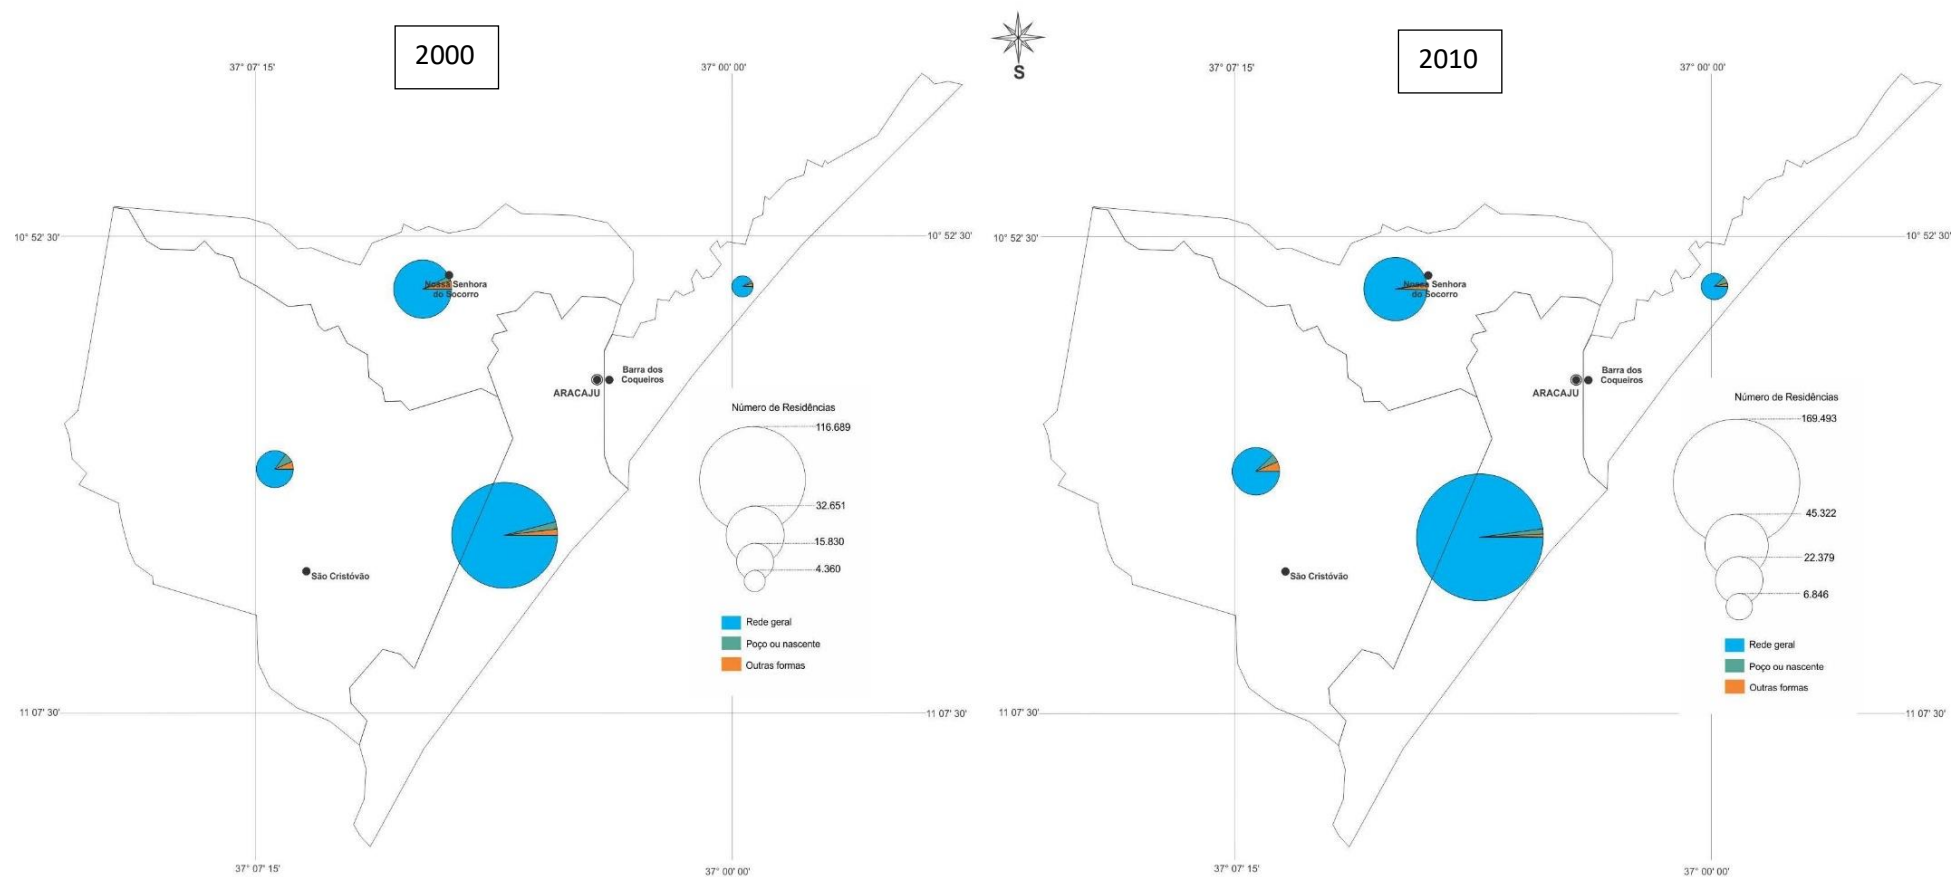 2000
37° 07' 15'
37° 00' 00'
10° 52' 30'
10° 52' 30'
Nossa Senhora
do Socorro
Barra dos
Coqueiros
ARACAJU
São Cristóvão
Número de Residências
116.689
32.651
15.830
4.360
Rede geral
Poço ou nascente
Outras formas
11 07' 30'
11 07' 30'
37° 07' 15'
37° 00' 00'
S
2010
37° 07' 15'
37° 00' 00'
10° 52' 30'
10° 52' 30'
Nossa Senhora
do Socorro
Barra dos
Coqueiros
ARACAJU
São Cristóvão
Número de Residências
169.493
45.322
22.379
6.846
Rede geral
Poço ou nascente
Outras formas
11 07' 30'
11 07' 30'
37° 07' 15'
37° 00' 00'